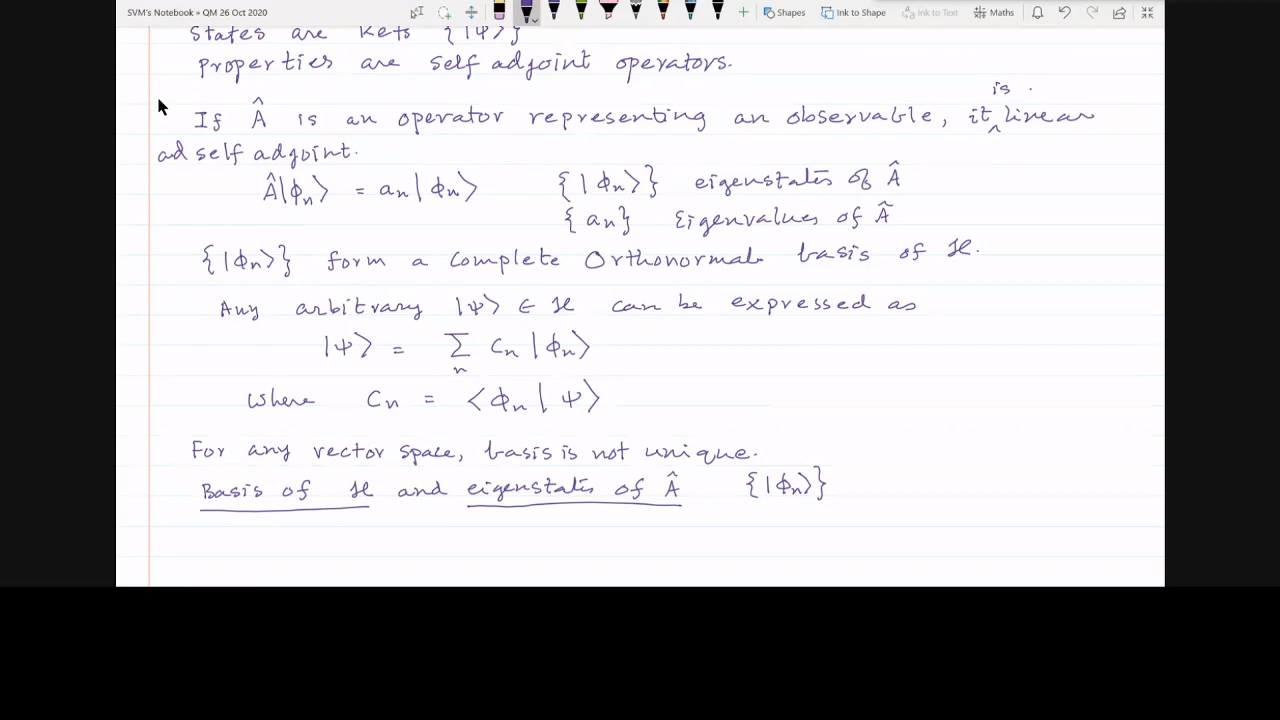 SVM's Notebook » QM 26 Oct 2020
Shapes Ink to Shape Ink to Text Maths
States are kets {|Ψ>}
properties are self adjoint operators.
is
If Â is an operator representing an observable, it ^ linear
ad self adjoint.
Â|ϕn> = an|ϕn> {|ϕn>} eigenstates of Â
{an} Eigenvalues of Â
{|ϕn>} form a complete Orthonormal basis of ℋ.
Any arbitrary |Ψ> ∈ ℋ can be expressed as
|Ψ> = Σ cn |ϕn>
n
where cn = <ϕn|Ψ>
For any vector space, basis is not unique.
Basis of ℋ and eigenstates of Â {|ϕn>}